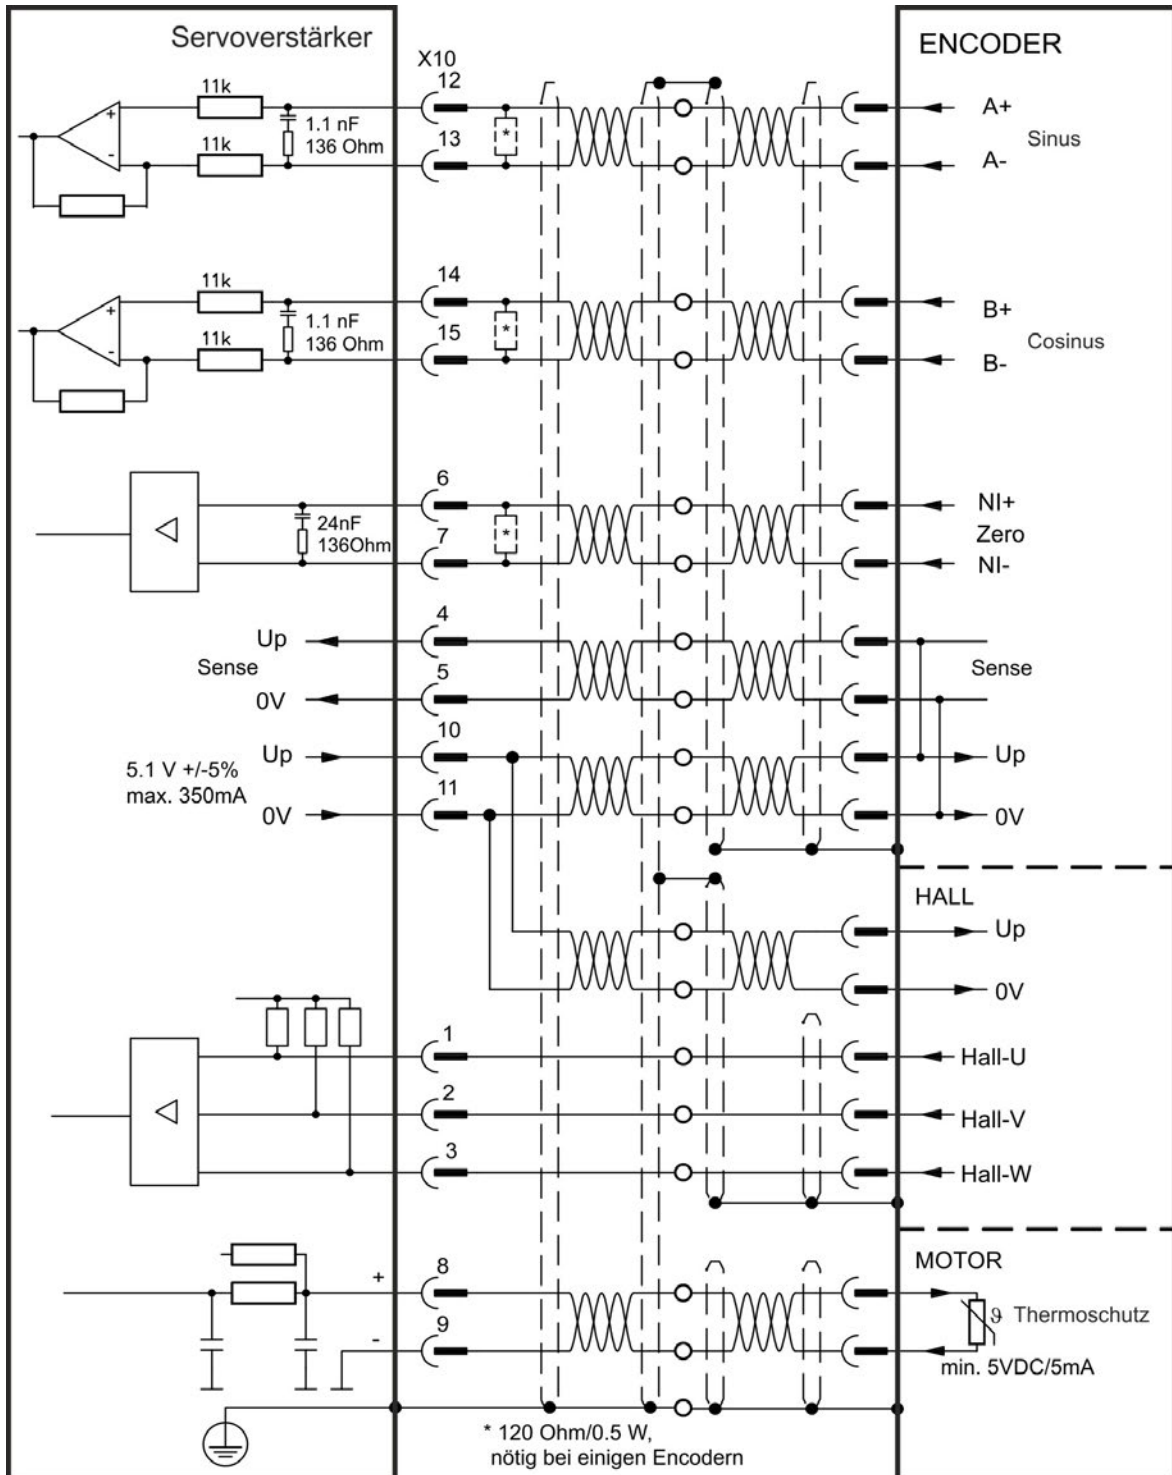 Servoverstärker
ENCODER
X10
11k
12
A+
+
1.1 nF
136 Ohm
*
Sinus
-
11k
13
A-
11k
14
B+
+
1.1 nF
136 Ohm
*
Cosinus
-
11k
15
B-
6
NI+
24nF
136Ohm
*
Zero
7
NI-
Up
4
Sense
Sense
0V
5
Up
10
Up
5.1 V +/-5%
max. 350mA
0V
11
0V
HALL
Up
0V
1
Hall-U
2
Hall-V
3
Hall-W
MOTOR
+
8
ϑ Thermoschutz
-
9
min. 5VDC/5mA
* 120 Ohm/0.5 W,
nötig bei einigen Encodern